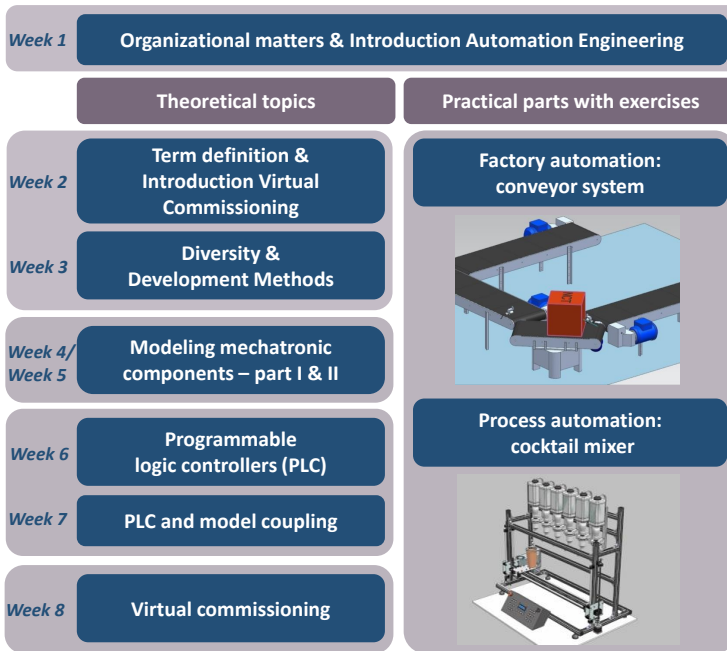 Week 1
Organizational matters & Introduction Automation Engineering
Theoretical topics
Practical parts with exercises
Week 2
Term definition &
Introduction Virtual
Commissioning
Week 3
Diversity &
Development Methods
Week 4/
Week 5
Modeling mechatronic
components – part I & II
Week 6
Programmable
logic controllers (PLC)
Week 7
PLC and model coupling
Week 8
Virtual commissioning
Factory automation:
conveyor system
Process automation:
cocktail mixer